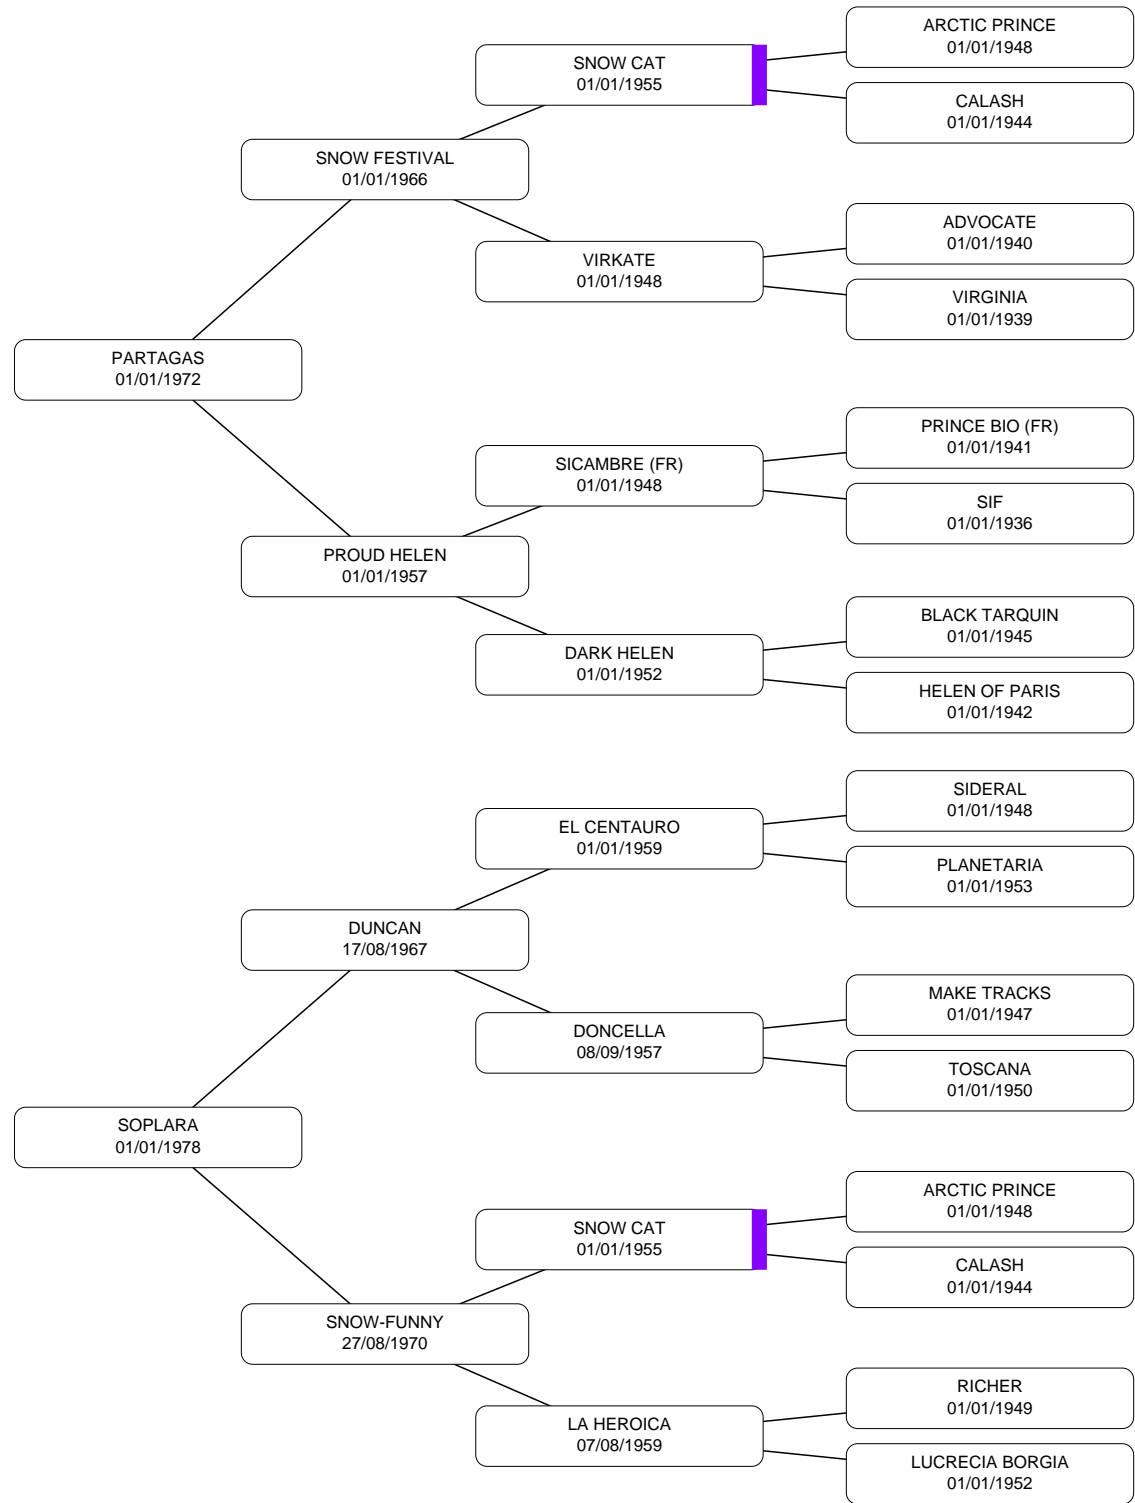 ARCTIC PRINCE
01/01/1948
SNOW CAT
01/01/1955
CALASH
01/01/1944
SNOW FESTIVAL
01/01/1966
ADVOCATE
01/01/1940
VIRKATE
01/01/1948
VIRGINIA
01/01/1939
PARTAGAS
01/01/1972
PRINCE BIO (FR)
01/01/1941
SICAMBRE (FR)
01/01/1948
SIF
01/01/1936
PROUD HELEN
01/01/1957
BLACK TARQUIN
01/01/1945
DARK HELEN
01/01/1952
HELEN OF PARIS
01/01/1942
SIDERAL
01/01/1948
EL CENTAURO
01/01/1959
PLANETARIA
01/01/1953
DUNCAN
17/08/1967
MAKE TRACKS
01/01/1947
DONCELLA
08/09/1957
TOSCANA
01/01/1950
SOPLARA
01/01/1978
ARCTIC PRINCE
01/01/1948
SNOW CAT
01/01/1955
CALASH
01/01/1944
SNOW-FUNNY
27/08/1970
RICHER
01/01/1949
LA HEROICA
07/08/1959
LUCRECIA BORGIA
01/01/1952